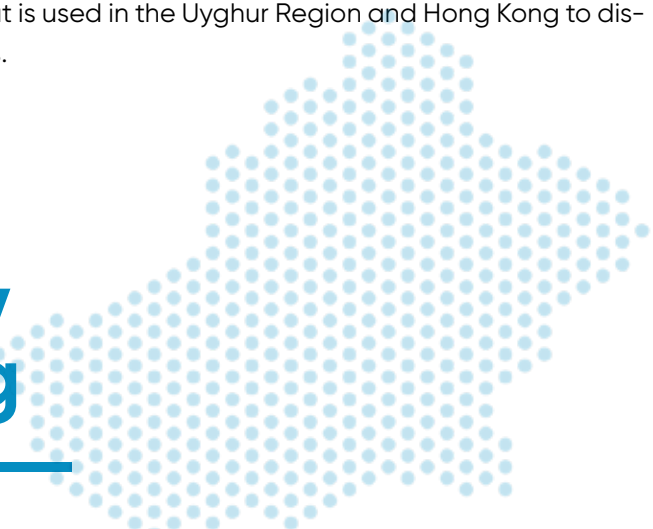 is used in the Uyghur Region and Hong Kong to dis-